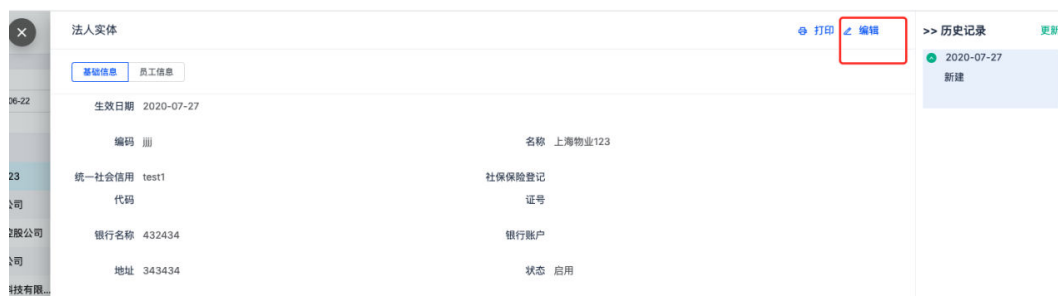 法人实体
打印
编辑
>> 历史记录
更新
基础信息
员工信息
2020-07-27
新建
06-22
生效日期 2020-07-27
编码 jjjj
名称 上海物业123
23
统一社会信用代码 test1
社保保险登记证号
公司
控股公司
银行名称 432434
银行账户
公司
地址 343434
状态 启用
科技有限...